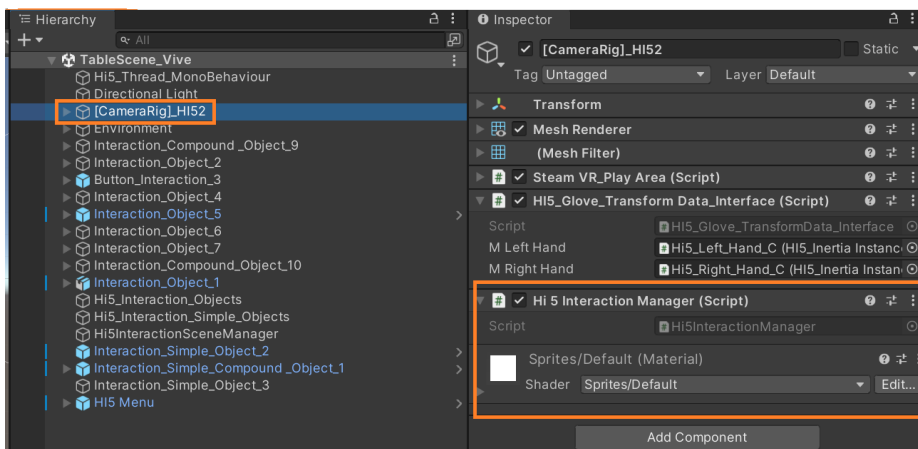 Hierarchy
All
TableScene_Vive
Hi5_Thread_MonoBehaviour
Directional Light
[CameraRig]_HI52
Environment
Interaction_Compound _Object_9
Interaction_Object_2
Button_Interaction_3
Interaction_Object_4
Interaction_Object_5
Interaction_Object_6
Interaction_Object_7
Interaction_Compound_Object_10
Interaction_Object_1
Hi5_Interaction_Objects
Hi5_Interaction_Simple_Objects
Hi5InteractionSceneManager
Interaction_Simple_Object_2
Interaction_Simple_Compound _Object_1
Interaction_Simple_Object_3
HI5 Menu
Inspector
[CameraRig]_HI52 Static
Tag Untagged Layer Default
Transform
Mesh Renderer
(Mesh Filter)
Steam VR_Play Area (Script)
HI5_Glove_Transform Data_Interface (Script)
Script HI5_Glove_TransformData_Interface
M Left Hand Hi5_Left_Hand_C (HI5_Inertia Instanc
M Right Hand Hi5_Right_Hand_C (HI5_Inertia Instan
Hi 5 Interaction Manager (Script)
Script Hi5InteractionManager
Sprites/Default (Material)
Shader Sprites/Default Edit...
Add Component